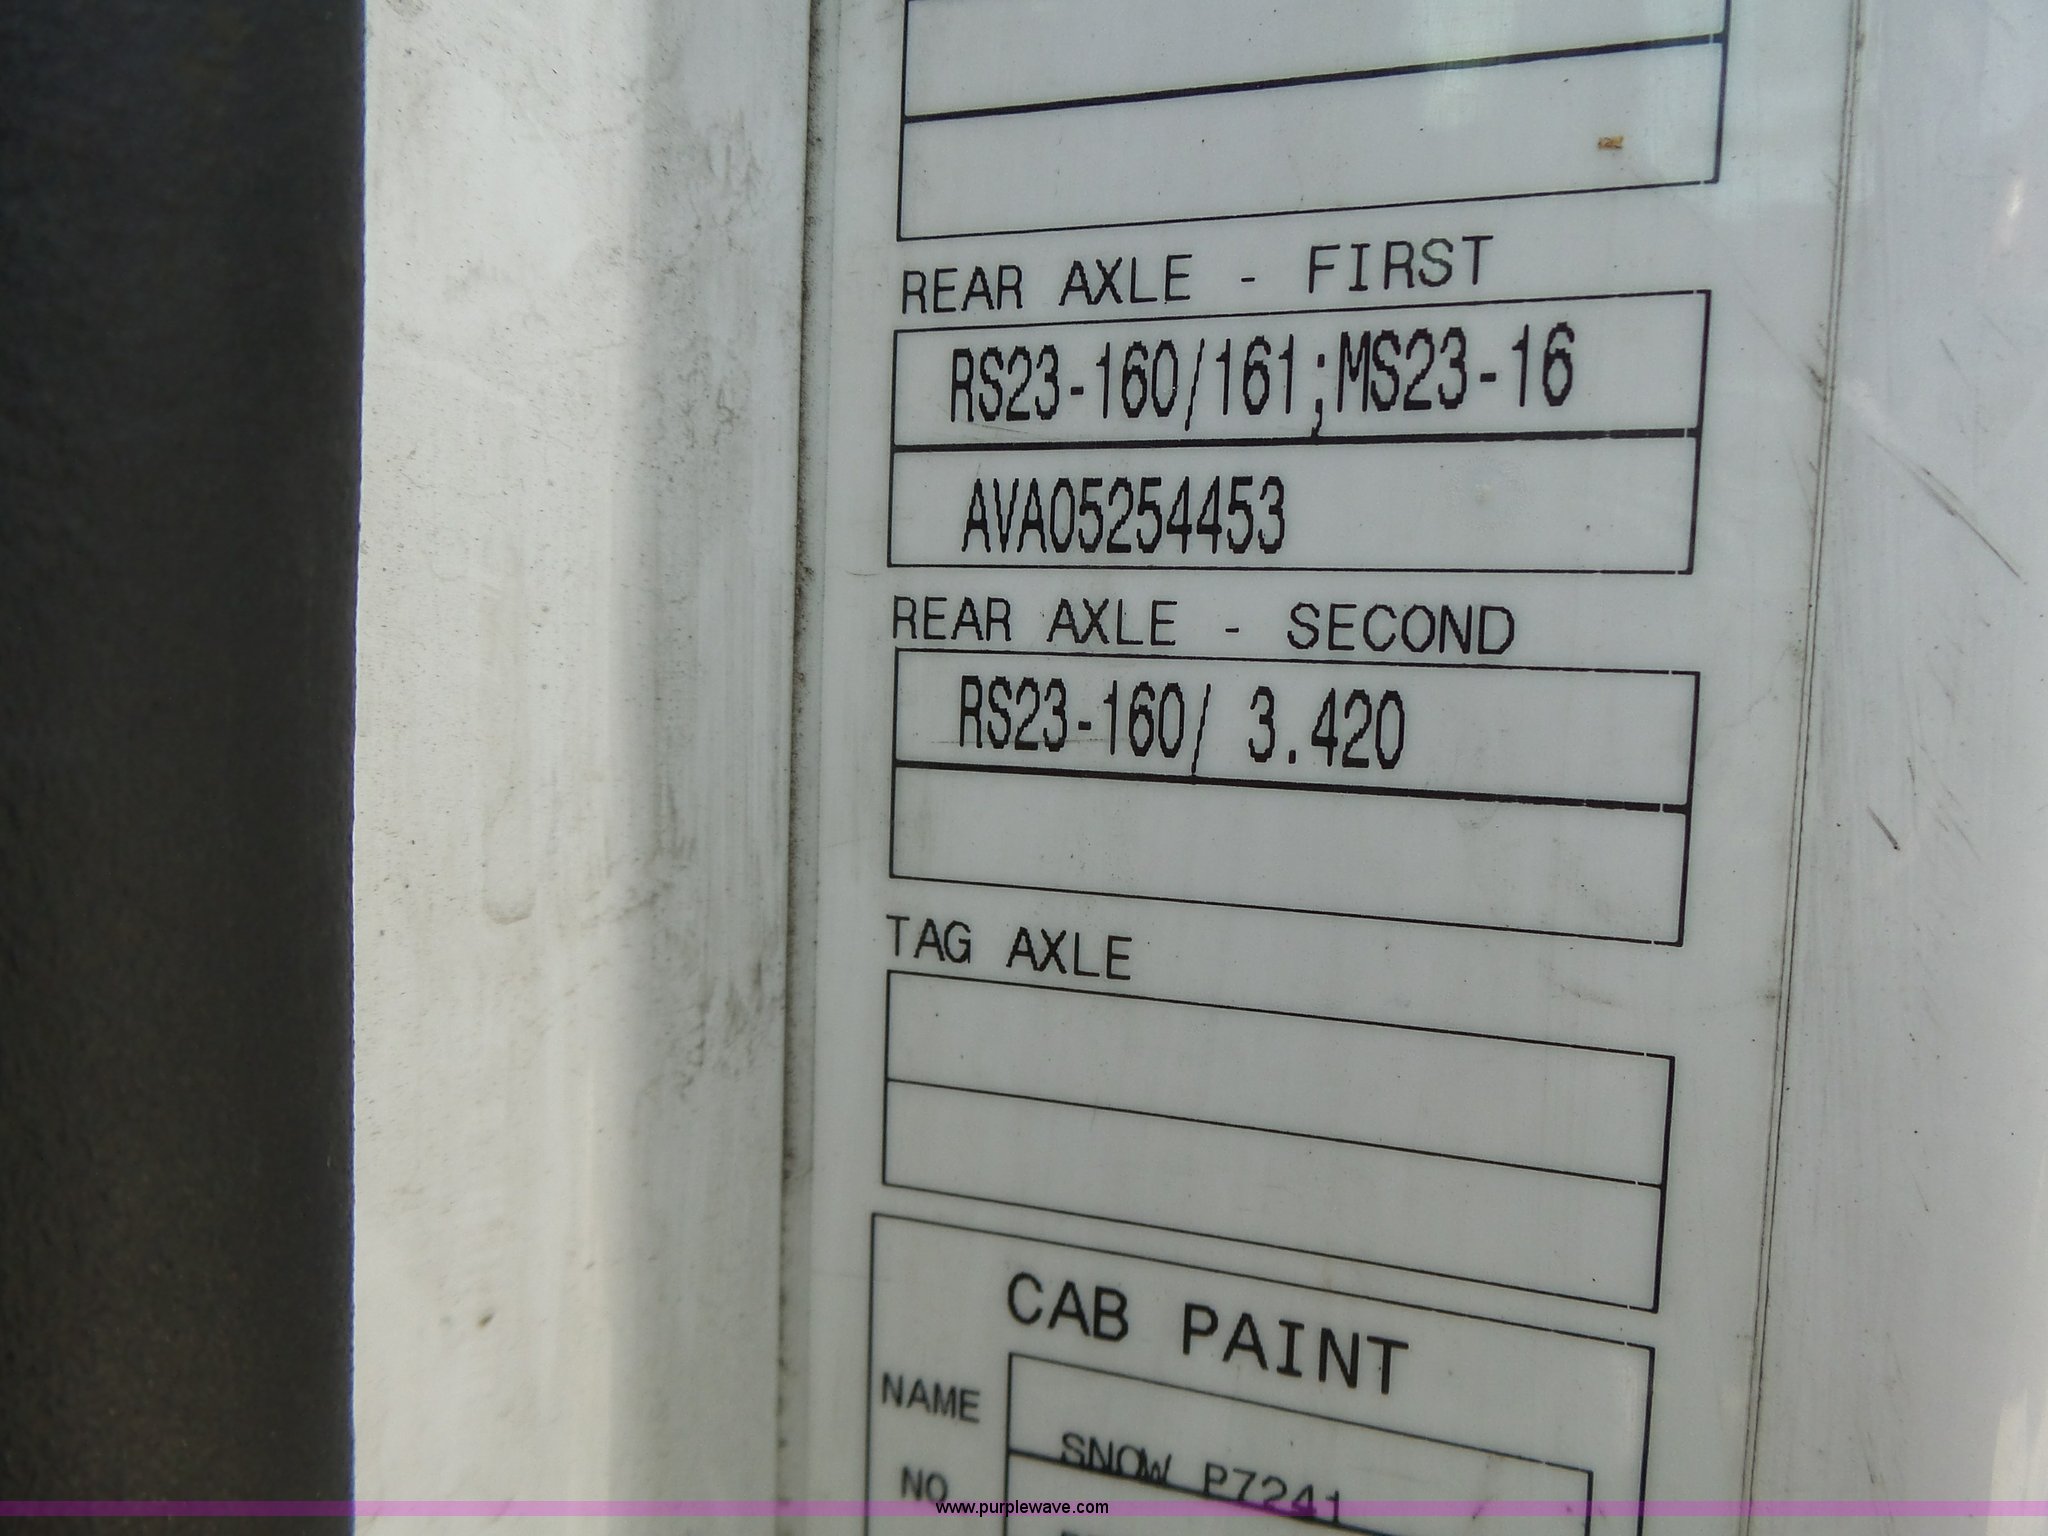 REAR AXLE - FIRST
RS23-160/161;MS23-16
AVA05254453
REAR AXLE - SECOND
RS23-160/ 3.420
TAG AXLE
CAB PAINT
NAME
SNOW P7241
NO
www.purplewave.com